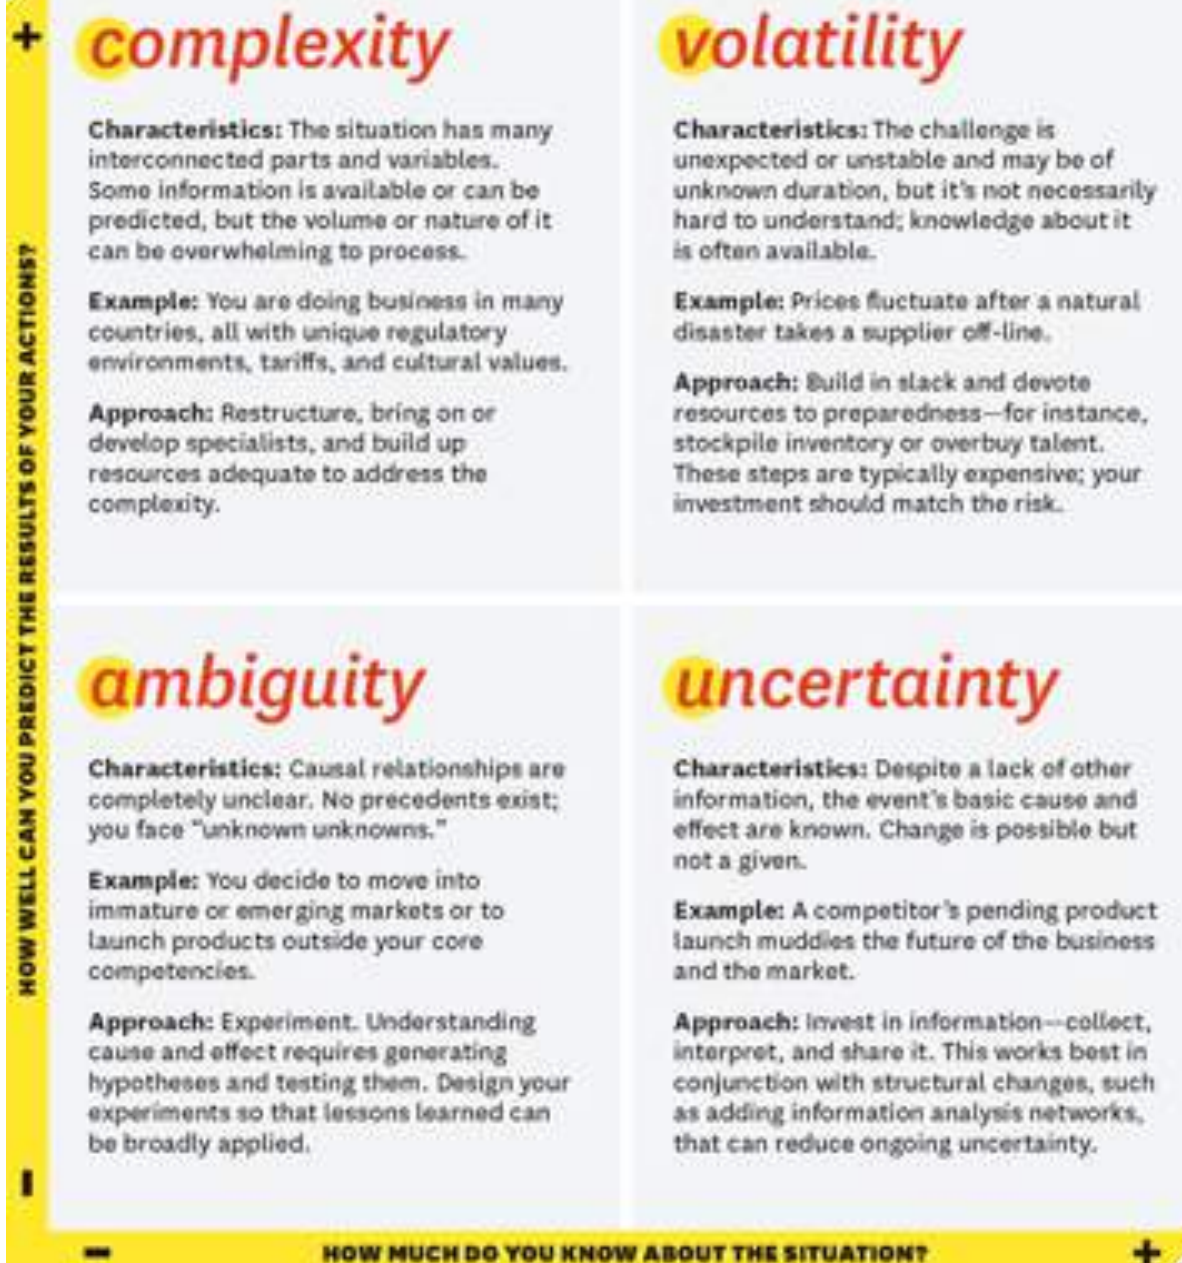 +
complexity
Characteristics: The situation has many
interconnected parts and variables.
Some information is available or can be
predicted, but the volume or nature of it
can be overwhelming to process.
Example: You are doing business in many
countries, all with unique regulatory
environments, tariffs, and cultural values.
Approach: Restructure, bring on or
develop specialists, and build up
resources adequate to address the
complexity.
volatility
Characteristics: The challenge is
unexpected or unstable and may be of
unknown duration, but it's not necessarily
hard to understand; knowledge about it
is often available.
Example: Prices fluctuate after a natural
disaster takes a supplier off-line.
Approach: Build in slack and devote
resources to preparedness—for instance,
stockpile inventory or overbuy talent.
These steps are typically expensive; your
investment should match the risk.
HOW WELL CAN YOU PREDICT THE RESULTS OF YOUR ACTIONS?
ambiguity
Characteristics: Causal relationships are
completely unclear. No precedents exist;
you face "unknown unknowns."
Example: You decide to move into
immature or emerging markets or to
launch products outside your core
competencies.
Approach: Experiment. Understanding
cause and effect requires generating
hypotheses and testing them. Design your
experiments so that lessons learned can
be broadly applied.
uncertainty
Characteristics: Despite a lack of other
information, the event's basic cause and
effect are known. Change is possible but
not a given.
Example: A competitor's pending product
launch muddies the future of the business
and the market.
Approach: Invest in information—collect,
interpret, and share it. This works best in
conjunction with structural changes, such
as adding information analysis networks,
that can reduce ongoing uncertainty.
–
– HOW MUCH DO YOU KNOW ABOUT THE SITUATION? +